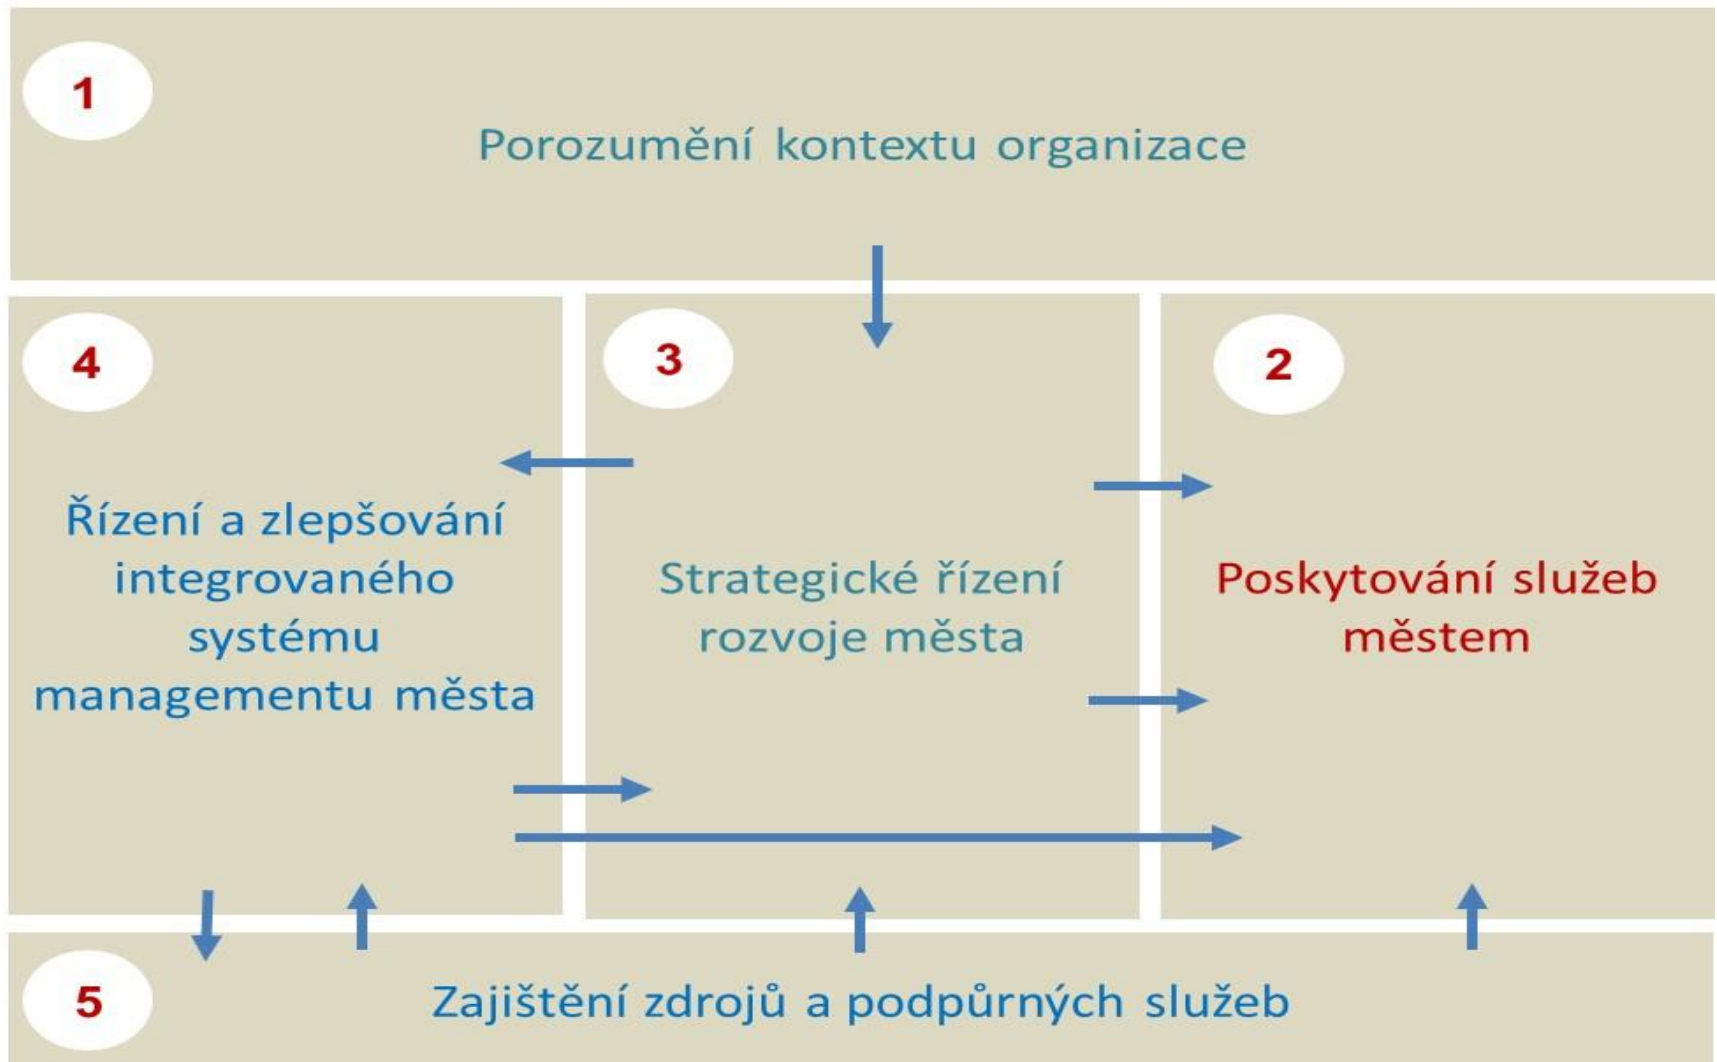 1
Porozumění kontextu organizace
4
Řízení a zlepšování
integrovaného
systému
managementu města
3
Strategické řízení
rozvoje města
2
Poskytování služeb
městem
5
Zajištění zdrojů a podpůrných služeb